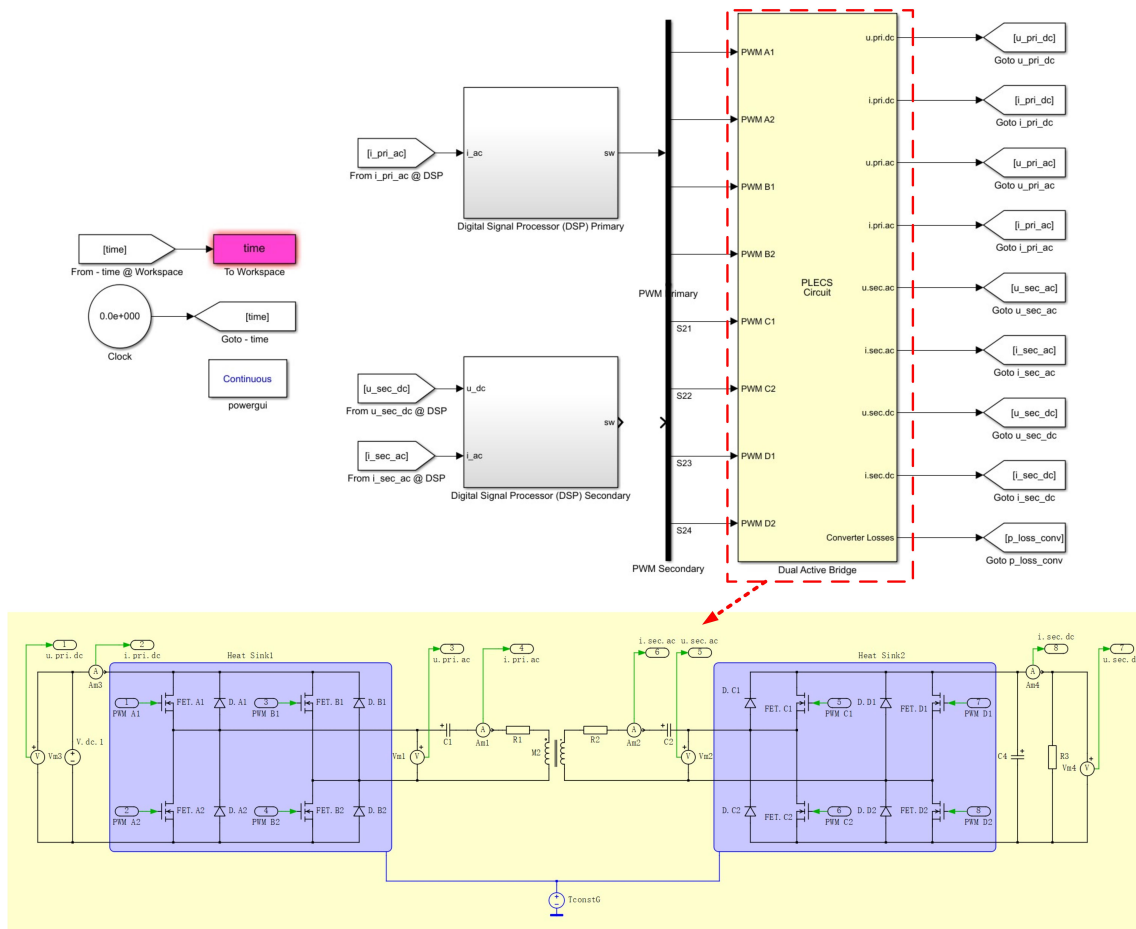 [i_pri_ac]
From i_pri_ac @ DSP
i_ac
sw
Digital Signal Processor (DSP) Primary
[time]
From - time @ Workspace
time
To Workspace
0.0e+000
Clock
[time]
Goto - time
Continuous
powergui
[u_sec_dc]
From u_sec_dc @ DSP
[i_sec_ac]
From i_sec_ac @ DSP
u_dc
i_ac
sw
Digital Signal Processor (DSP) Secondary
PWM Primary
S21
S22
S23
S24
PWM Secondary
PWM A1
PWM A2
PWM B1
PWM B2
PWM C1
PWM C2
PWM D1
PWM D2
PLECS
Circuit
u.pri.dc
i.pri.dc
u.pri.ac
i.pri.ac
u.sec.ac
i.sec.ac
u.sec.dc
i.sec.dc
Converter Losses
Dual Active Bridge
[u_pri_dc]
Goto u_pri_dc
[i_pri_dc]
Goto i_pri_dc
[u_pri_ac]
Goto u_pri_ac
[i_pri_ac]
Goto i_pri_ac
[u_sec_ac]
Goto u_sec_ac
[i_sec_ac]
Goto i_sec_ac
[u_sec_dc]
Goto u_sec_dc
[i_sec_dc]
Goto i_sec_dc
[p_loss_conv]
Goto p_loss_conv
1
u.pri.dc
2
i.pri.dc
A
Am3
V
Vm3
V.dc.1
Heat Sink1
1
PWM A1
FET.A1
D.A1
3
PWM B1
FET.B1
D.B1
2
PWM A2
FET.A2
D.A2
4
PWM B2
FET.B2
D.B2
3
u.pri.ac
4
i.pri.ac
V
Vm1
C1
A
Am1
R1
M2
R2
i.sec.ac
6
u.sec.ac
5
A
Am2
C2
V
Vm2
Heat Sink2
D.C1
FET.C1
5
PWM C1
D.D1
FET.D1
7
PWM D1
D.C2
FET.C2
6
PWM C2
D.D2
FET.D2
8
PWM D2
i.sec.dc
8
A
Am4
7
u.sec.d
C4
R3
V
Vm4
TconstG